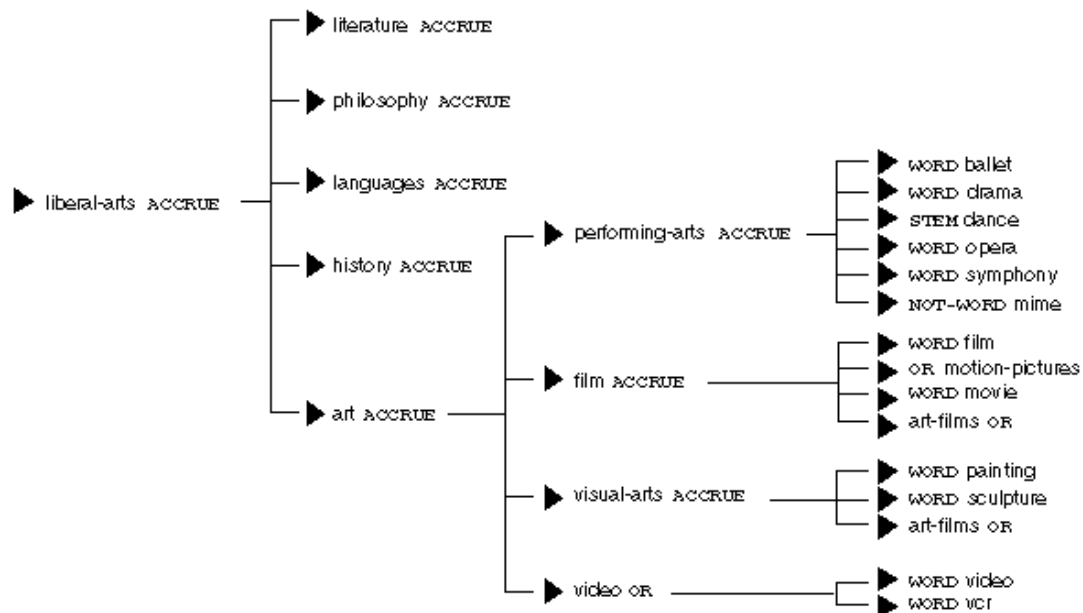 liberal-arts ACCRUE
literature ACCRUE
philosophy ACCRUE
languages ACCRUE
history ACCRUE
art ACCRUE
performing-arts ACCRUE
WORD ballet
WORD drama
STEM dance
WORD opera
WORD symphony
NOT-WORD mime
film ACCRUE
WORD film
OR motion-pictures
WORD movie
art-films OR
visual-arts ACCRUE
WORD painting
WORD sculpture
art-films OR
video OR
WORD video
WORD vcr